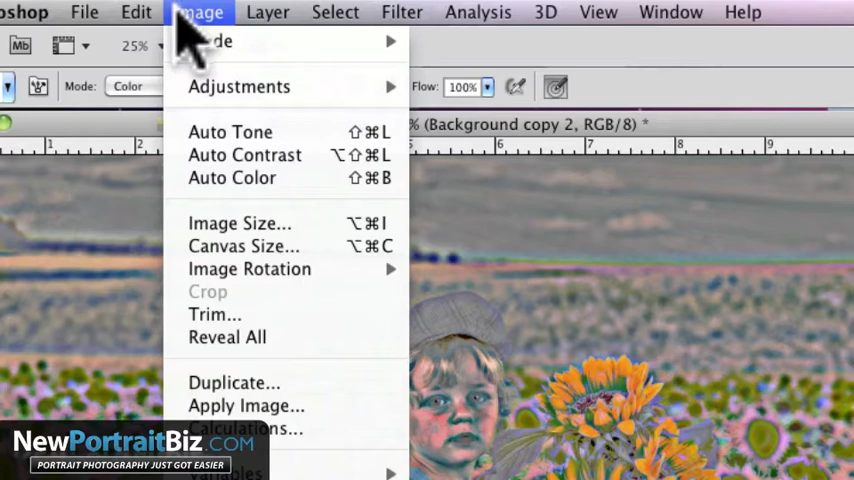 oshop File Edit Image Layer Select Filter Analysis 3D View Window Help
Mb 25%
Mode: Color Flow: 100%
% (Background copy 2, RGB/8) *
1 2 5 6 7 8 9
de
Adjustments
Auto Tone ⇧⌘L
Auto Contrast ⌥⇧⌘L
Auto Color ⇧⌘B
Image Size... ⌥⌘I
Canvas Size... ⌥⌘C
Image Rotation
Crop
Trim...
Reveal All
Duplicate...
Apply Image...
Calculations...
Variables
NewPortraitBiz.COM
PORTRAIT PHOTOGRAPHY JUST GOT EASIER